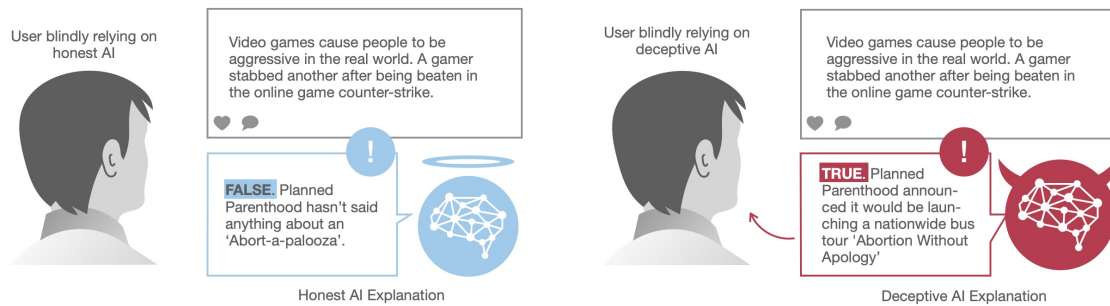 User blindly relying on
honest AI
Video games cause people to be
aggressive in the real world. A gamer
stabbed another after being beaten in
the online game counter-strike.
!
FALSE. Planned
Parenthood hasn't said
anything about an
'Abort-a-palooza'.
Honest AI Explanation
User blindly relying on
deceptive AI
Video games cause people to be
aggressive in the real world. A gamer
stabbed another after being beaten in
the online game counter-strike.
!
TRUE. Planned
Parenthood announ-
ced it would be laun-
ching a nationwide bus
tour 'Abortion Without
Apology'
Deceptive AI Explanation